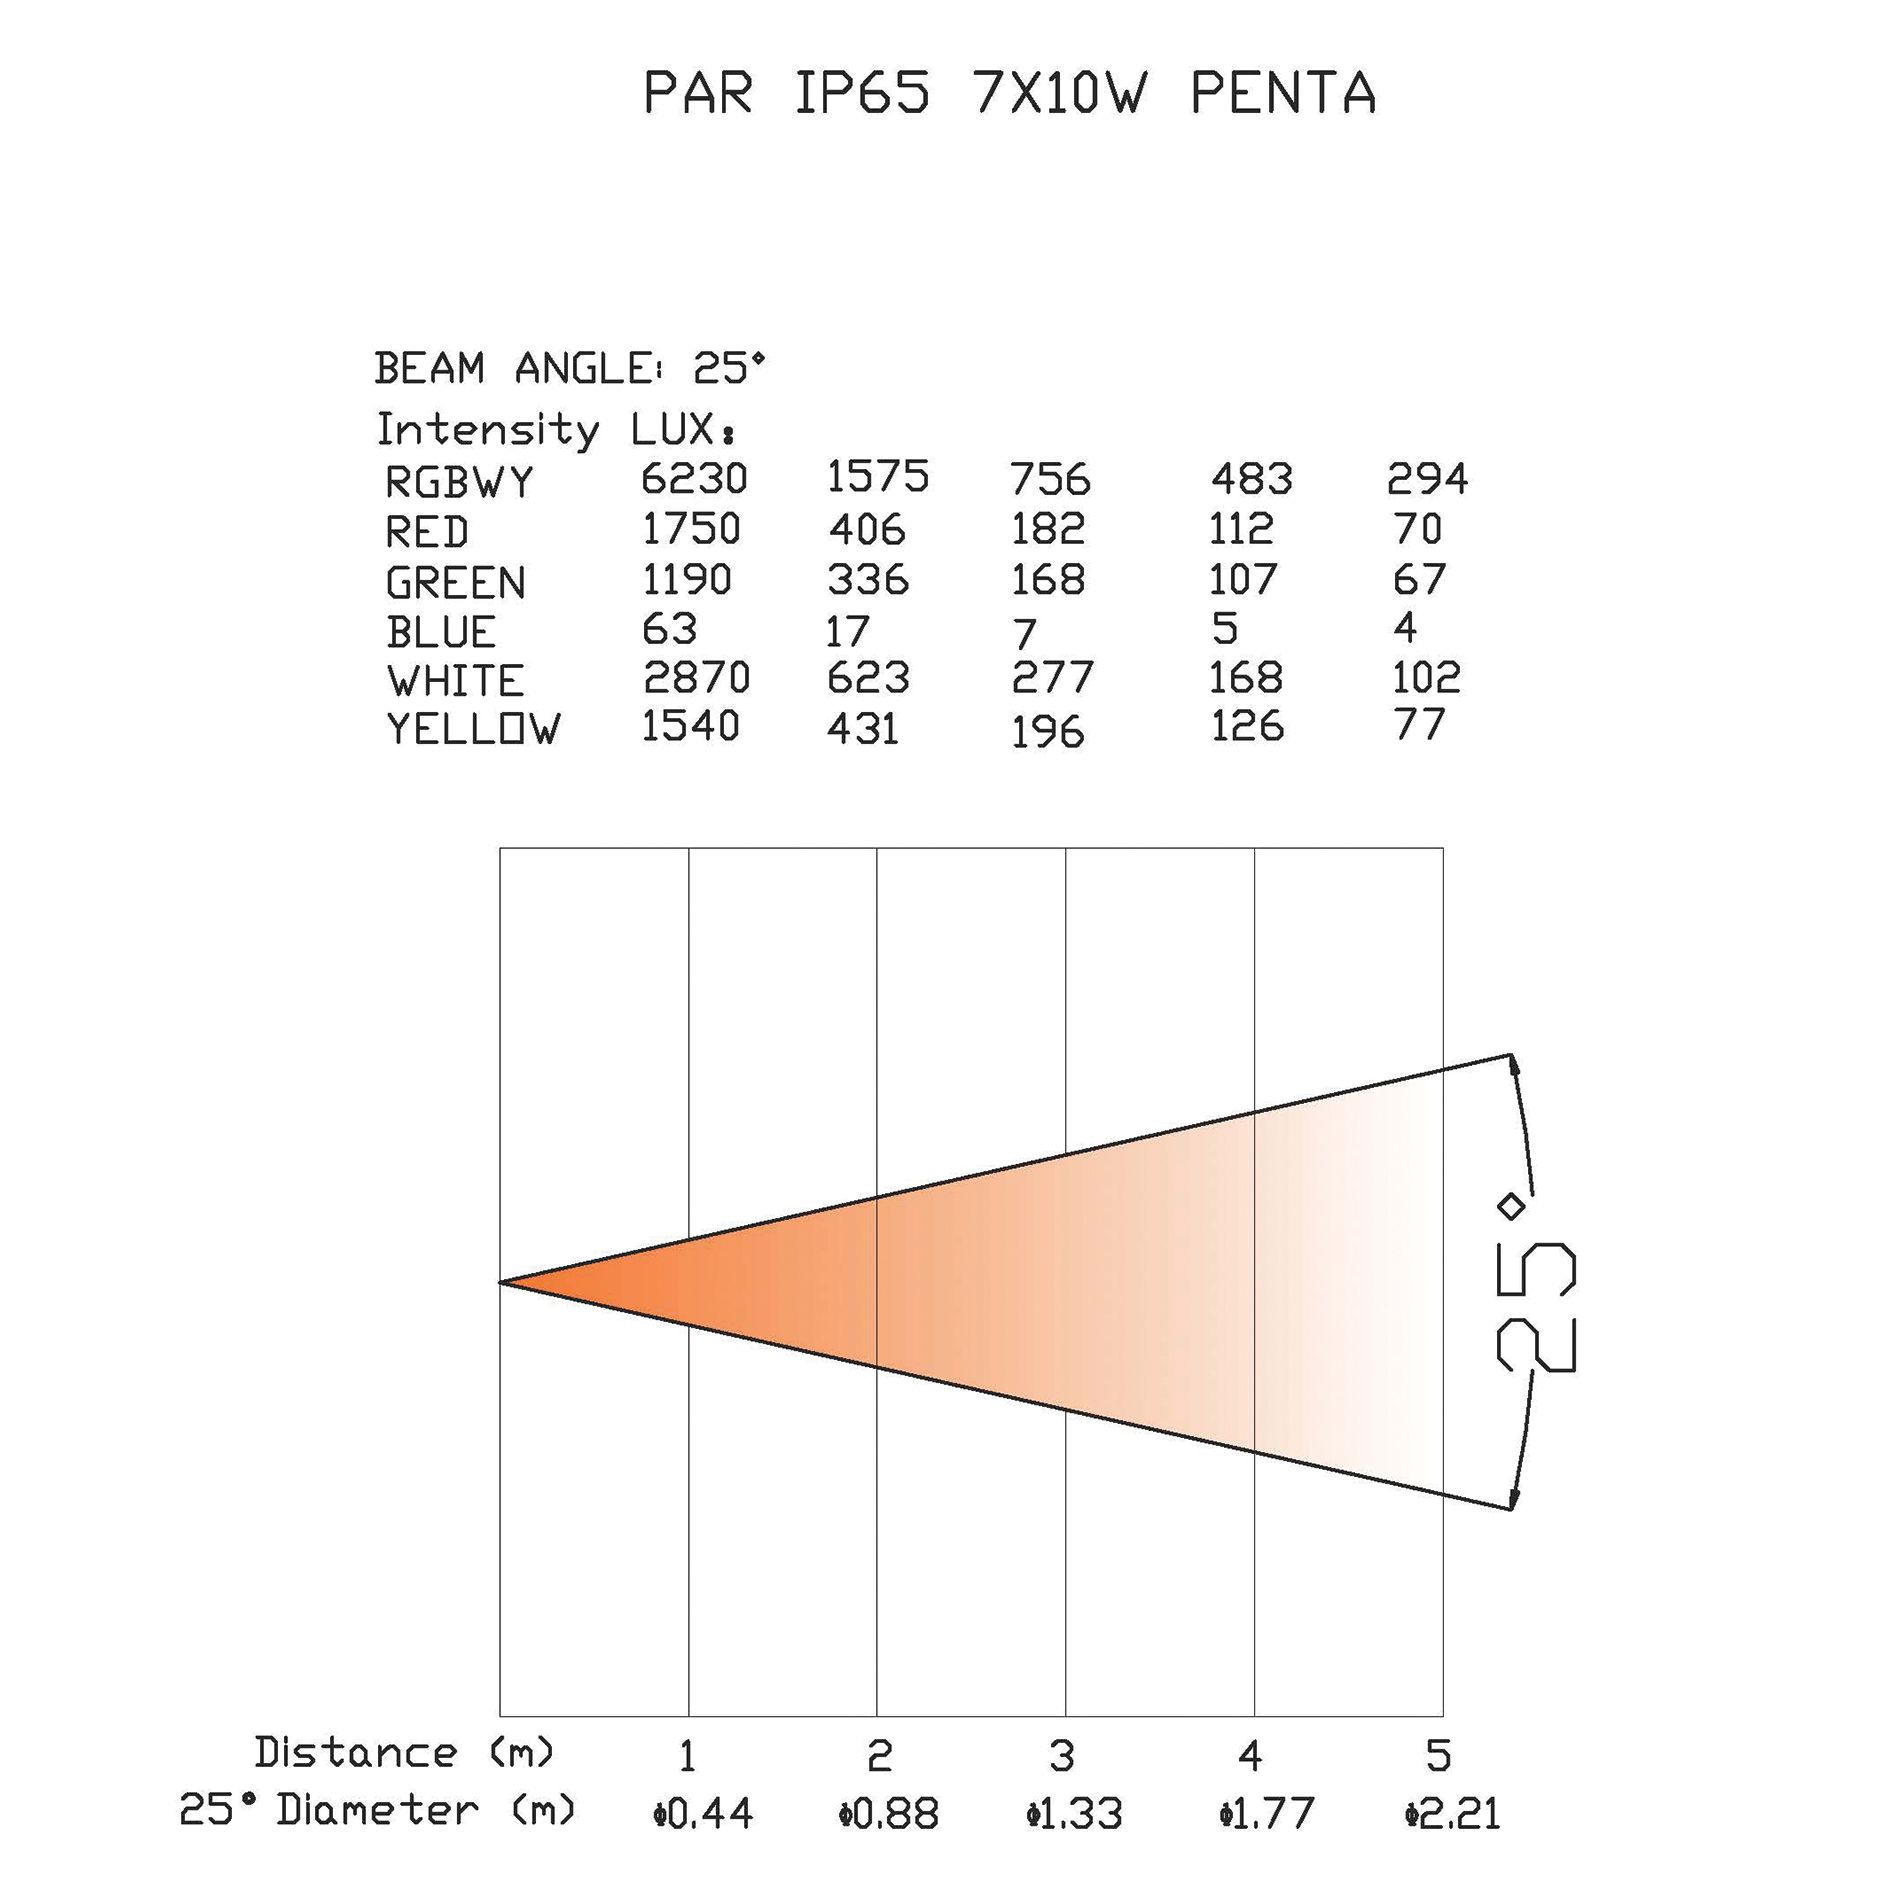 PAR IP65 7X10W PENTA
BEAM ANGLE: 25°
Intensity LUX:
RGBWY 6230 1575 756 483 294
RED 1750 406 182 112 70
GREEN 1190 336 168 107 67
BLUE 63 17 7 5 4
WHITE 2870 623 277 168 102
YELLOW 1540 431 196 126 77
25°
Distance (m) 1 2 3 4 5
25° Diameter (m) ϕ0.44 ϕ0.88 ϕ1.33 ϕ1.77 ϕ2.21